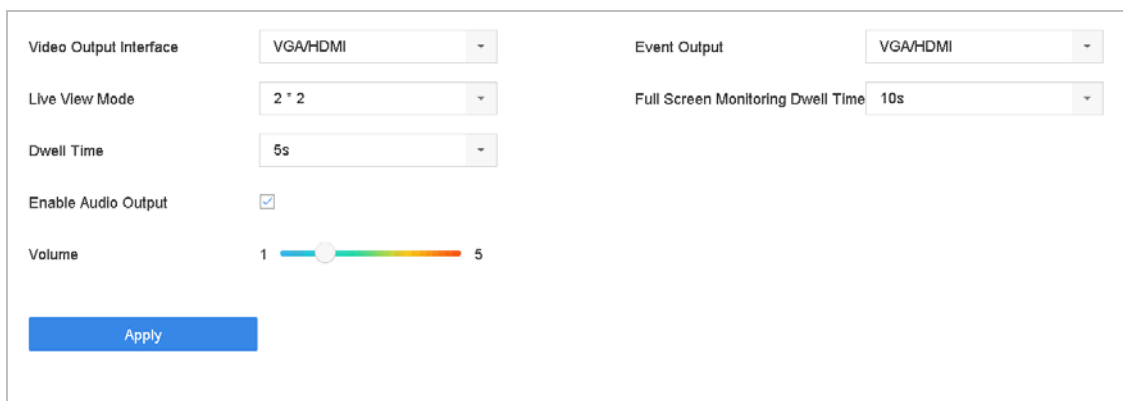 Video Output Interface VGA/HDMI Event Output VGA/HDMI
Live View Mode 2 * 2 Full Screen Monitoring Dwell Time 10s
Dwell Time 5s
Enable Audio Output
Volume 1 5
Apply